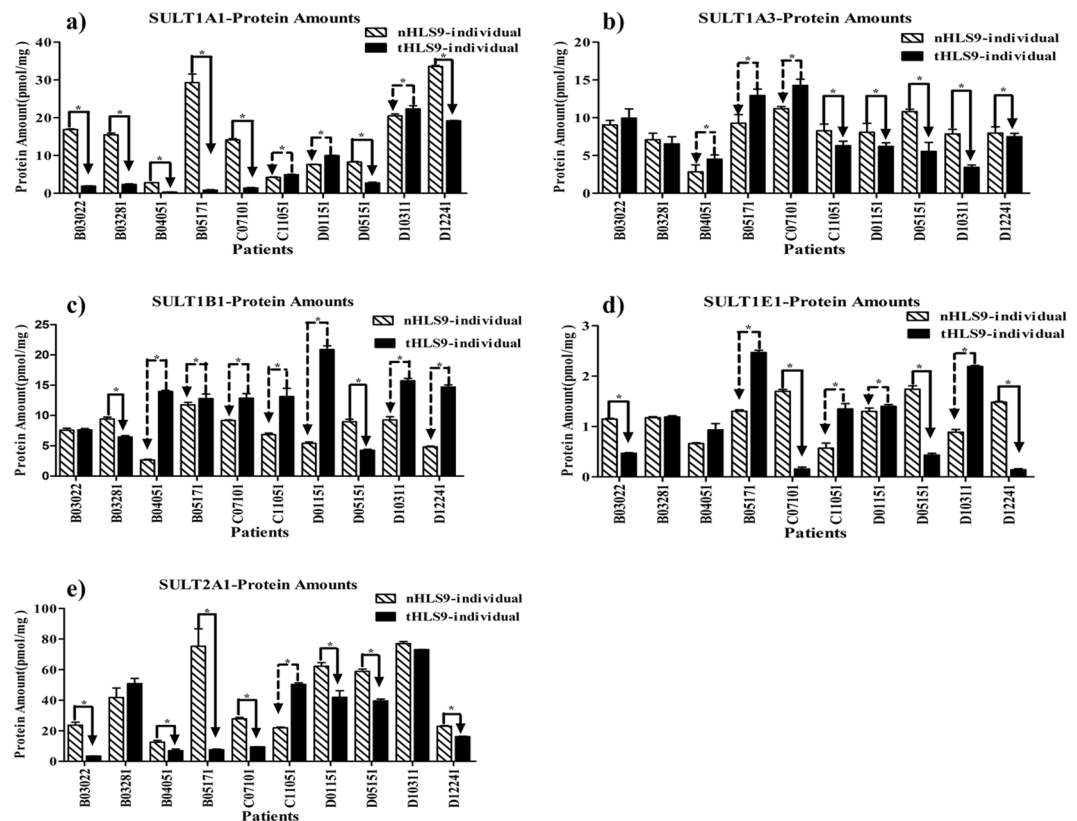 a)
SULT1A1-Protein Amounts
nHLS9-individual
tHLS9-individual
Protein Amount(pmol/mg)
40
30
20
10
0
* * * * * * * * * *
B03022 B03281 B04051 B05171 C07101 C11051 D01151 D05151 D10311 D12241
Patients
b)
SULT1A3-Protein Amounts
nHLS9-individual
tHLS9-individual
Protein Amount(pmol/mg )
20
15
10
5
0
* * * * * * * *
B03022 B03281 B04051 B05171 C07101 C11051 D01151 D05151 D10311 D12241
Patients
c)
SULT1B1-Protein Amounts
nHLS9-individual
tHLS9-individual
Protein Amount(pmol/mg )
25
20
15
10
5
0
* * * * * * * * *
B03022 B03281 B04051 B05171 C07101 C11051 D01151 D05151 D10311 D12241
Patients
d)
SULT1E1-Protein Amounts
nHLS9-individual
tHLS9-individual
Protein Amount(pmol/mg )
3
2
1
0
* * * * * * * *
B03022 B03281 B04051 B05171 C07101 C11051 D01151 D05151 D10311 D12241
Patients
e)
SULT2A1-Protein Amounts
nHLS9-individual
tHLS9-individual
Protein Amount(pmol/mg)
100
80
60
40
20
0
* * * * * * * *
B03022 B03281 B04051 B05171 C07101 C11051 D01151 D05151 D10311 D12241
Patients